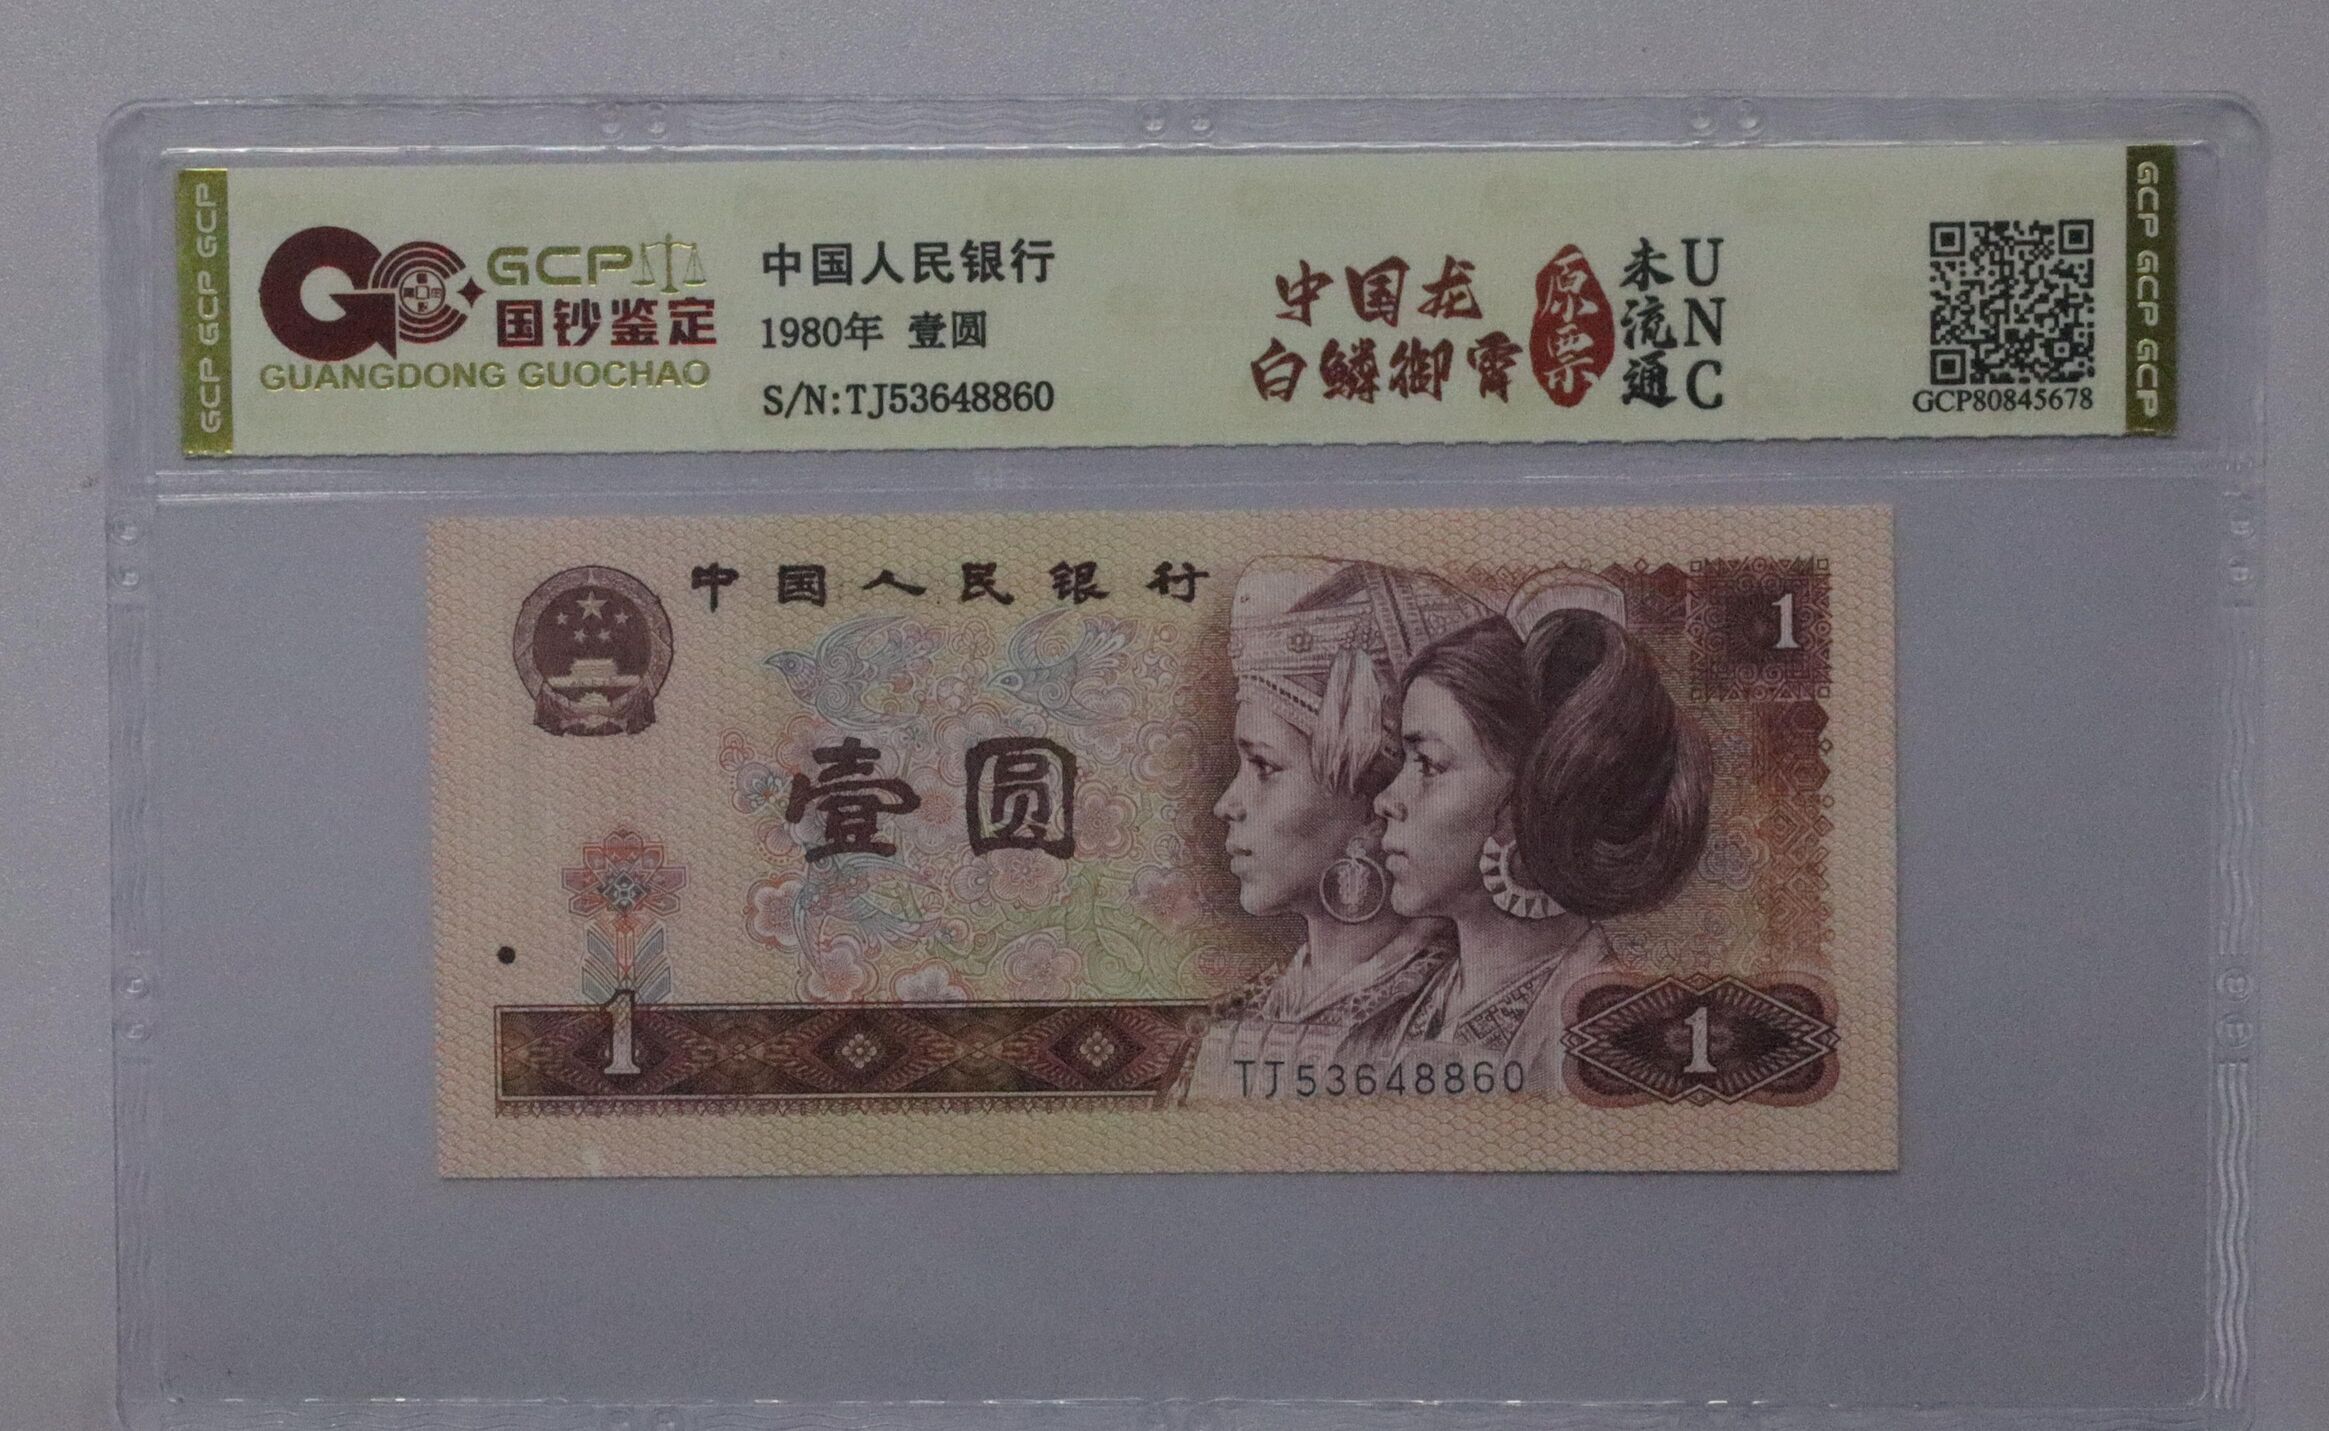 GCP GCP GCP
GCP
国钞鉴定
GUANGDONG GUOCHAO
中国人民银行
1980年 壹圆
S/N:TJ53648860
中国龙
白鳞御霄
原票
未流通
UNC
GCP80845678
GCP GCP GCP
中国人民银行
1
壹圆
1
1
TJ53648860